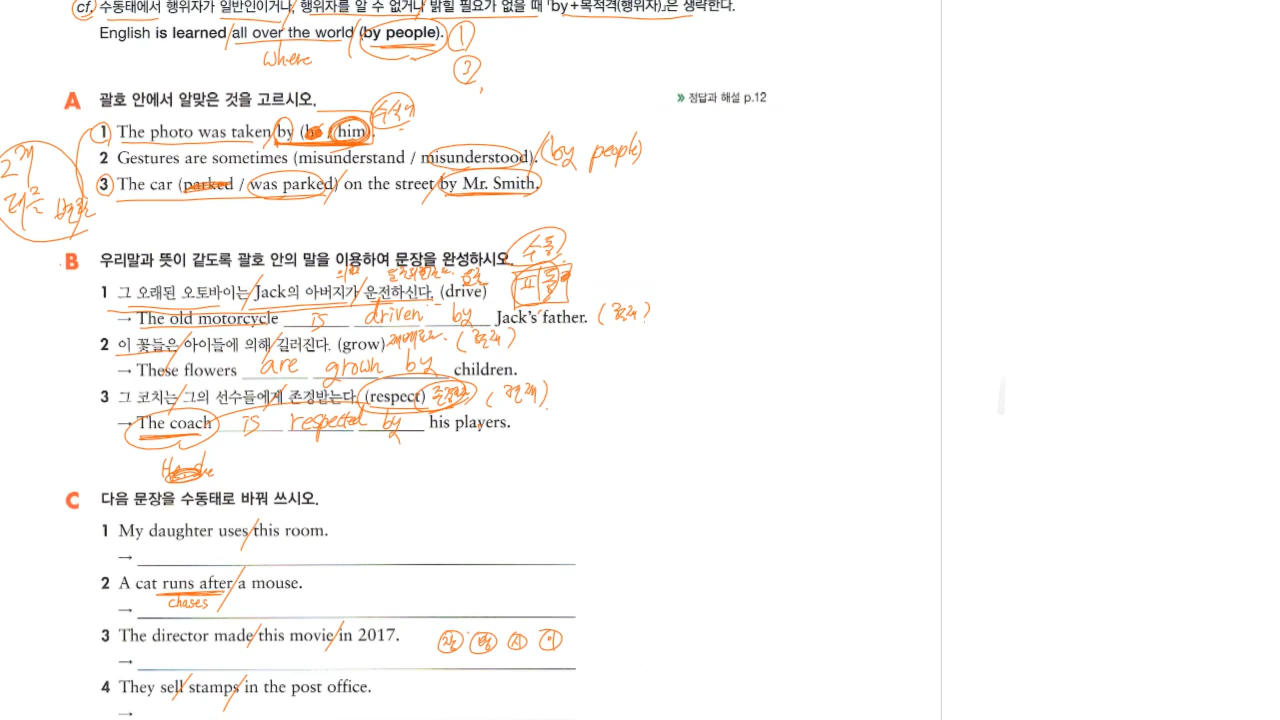 cf. 수동태에서 행위자가 일반인이거나, 행위자를 알 수 없거나 밝힐 필요가 없을 때 「by+목적격(행위자)」은 생략한다.
English is learned all over the world (by people). ①
where
③
A 괄호 안에서 알맞은 것을 고르시오.
» 정답과 해설 p.12
1 The photo was taken by (he / him).
2 Gestures are sometimes (misunderstand / misunderstood). (by people)
3 The car (parked / was parked) on the street by Mr. Smith.
2개
B 우리말과 뜻이 같도록 괄호 안의 말을 이용하여 문장을 완성하시오. 수동
1 그 오래된 오토바이는 Jack의 아버지가 운전하신다. (drive)
→ The old motorcycle is driven by Jack's father.
2 이 꽃들은 아이들에 의해 길러진다. (grow)
→ These flowers are grown by children.
3 그 코치는 그의 선수들에게 존경받는다. (respect) (현재)
→ The coach is respected by his players.
C 다음 문장을 수동태로 바꿔 쓰시오.
1 My daughter uses this room.
→
2 A cat runs after a mouse.
chases
→
3 The director made this movie in 2017. 장 방 시 이
→
4 They sell stamps in the post office.
→